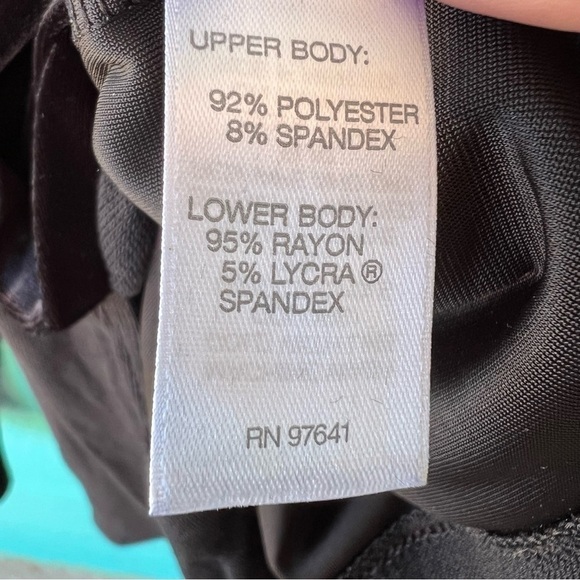 UPPER BODY:
92% POLYESTER
8% SPANDEX
LOWER BODY:
95% RAYON
5% LYCRA ®
SPANDEX
RN 97641